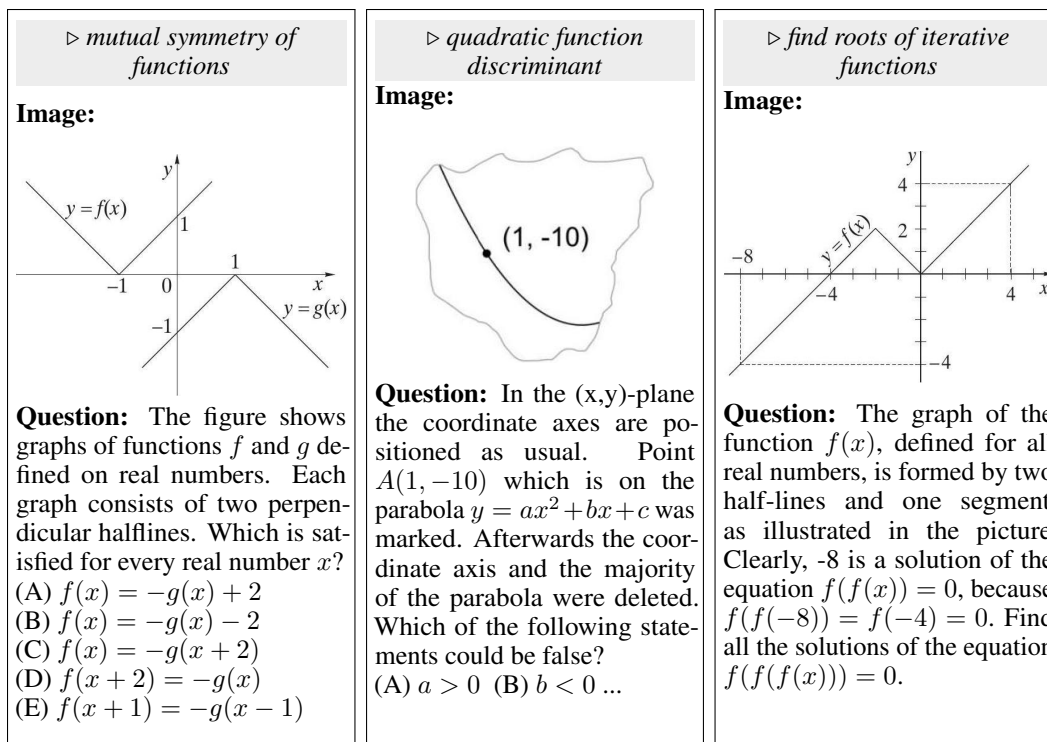 ▷ mutual symmetry of
functions
Image:
y
y = f(x)
1
1
−1
0
x
−1
y = g(x)
Question: The figure shows
graphs of functions f and g de-
fined on real numbers. Each
graph consists of two perpen-
dicular halflines. Which is sat-
isfied for every real number x?
(A) f(x) = −g(x) + 2
(B) f(x) = −g(x) − 2
(C) f(x) = −g(x + 2)
(D) f(x + 2) = −g(x)
(E) f(x + 1) = −g(x − 1)
▷ quadratic function
discriminant
Image:
(1, -10)
Question: In the (x,y)-plane
the coordinate axes are po-
sitioned as usual. Point
A(1, −10) which is on the
parabola y = ax² + bx + c was
marked. Afterwards the coor-
dinate axis and the majority
of the parabola were deleted.
Which of the following state-
ments could be false?
(A) a > 0 (B) b < 0 ...
▷ find roots of iterative
functions
Image:
y
4
y = f(x)
2
−8
−4
4
x
−4
Question: The graph of the
function f(x), defined for all
real numbers, is formed by two
half-lines and one segment
as illustrated in the picture
Clearly, -8 is a solution of the
equation f(f(x)) = 0, because
f(f(−8)) = f(−4) = 0. Find
all the solutions of the equation
f(f(f(x))) = 0.